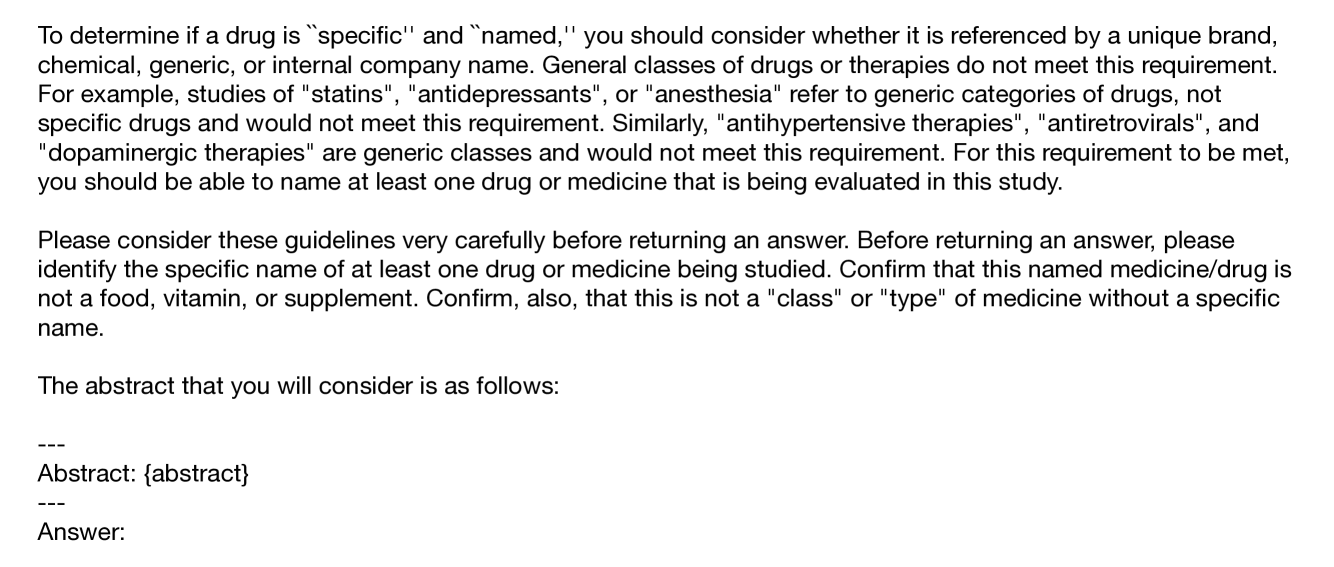 To determine if a drug is ``specific'' and ``named,'' you should consider whether it is referenced by a unique brand,
chemical, generic, or internal company name. General classes of drugs or therapies do not meet this requirement.
For example, studies of "statins", "antidepressants", or "anesthesia" refer to generic categories of drugs, not
specific drugs and would not meet this requirement. Similarly, "antihypertensive therapies", "antiretrovirals", and
"dopaminergic therapies" are generic classes and would not meet this requirement. For this requirement to be met,
you should be able to name at least one drug or medicine that is being evaluated in this study.
Please consider these guidelines very carefully before returning an answer. Before returning an answer, please
identify the specific name of at least one drug or medicine being studied. Confirm that this named medicine/drug is
not a food, vitamin, or supplement. Confirm, also, that this is not a "class" or "type" of medicine without a specific
name.
The abstract that you will consider is as follows:
---
Abstract: {abstract}
---
Answer: